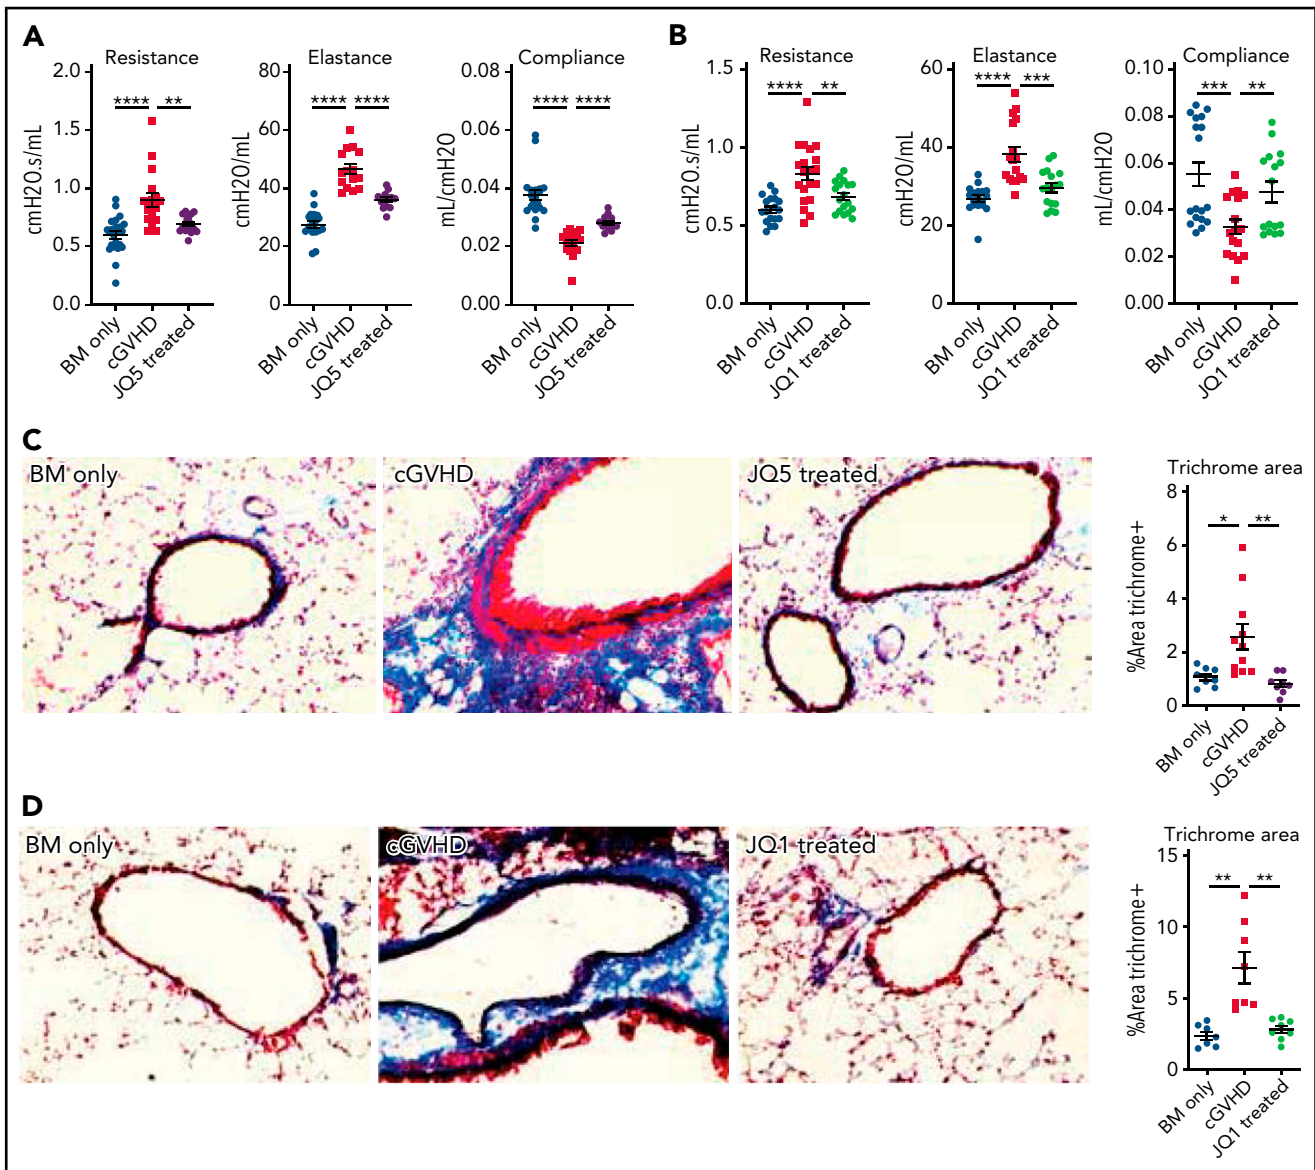 A
Resistance
2.0
1.5
1.0
0.5
0.0
cmH2O.s/mL
**** **
BM only
cGVHD
JQ5 treated
Elastance
80
60
40
20
0
cmH2O/mL
**** ****
BM only
cGVHD
JQ5 treated
Compliance
0.08
0.06
0.04
0.02
0.00
mL/cmH2O
**** ****
BM only
cGVHD
JQ5 treated
B
Resistance
1.5
1.0
0.5
0.0
cmH2O.s/mL
**** **
BM only
cGVHD
JQ1 treated
Elastance
60
40
20
0
cmH2O/mL
**** ***
BM only
cGVHD
JQ1 treated
Compliance
0.10
0.08
0.06
0.04
0.02
0.00
mL/cmH2O
*** **
BM only
cGVHD
JQ1 treated
C
BM only
cGVHD
JQ5 treated
Trichrome area
8
6
4
2
0
%Area trichrome+
* **
BM only
cGVHD
JQ5 treated
D
BM only
cGVHD
JQ1 treated
Trichrome area
15
10
5
0
%Area trichrome+
** **
BM only
cGVHD
JQ1 treated